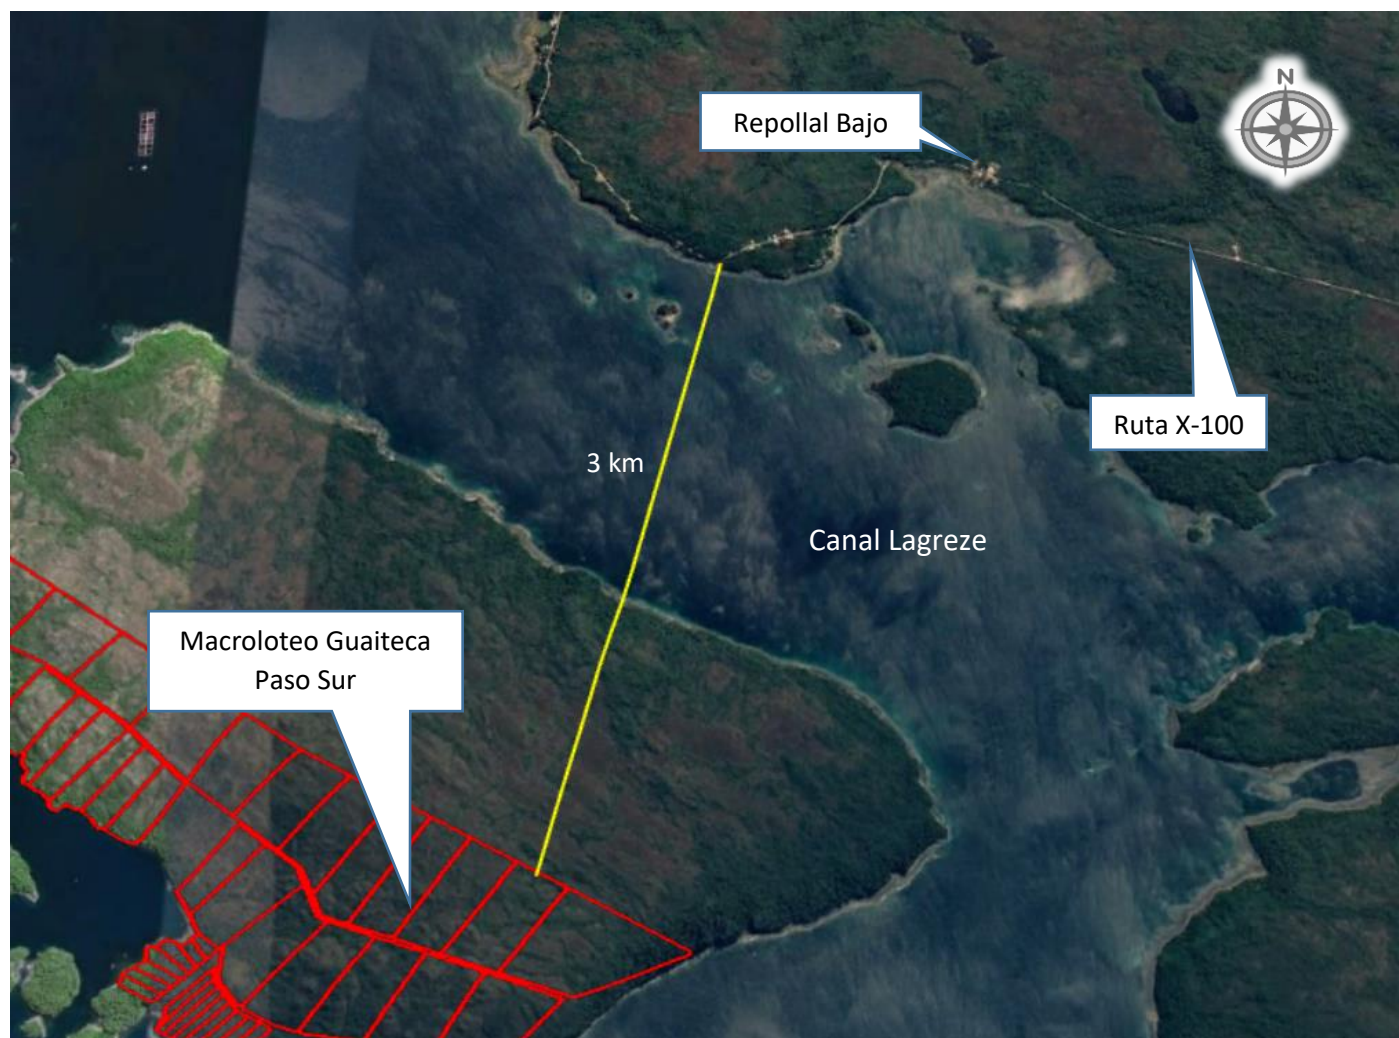 N
Repollal Bajo
Ruta X-100
3 km
Canal Lagreze
Macroloteo Guaiteca
Paso Sur